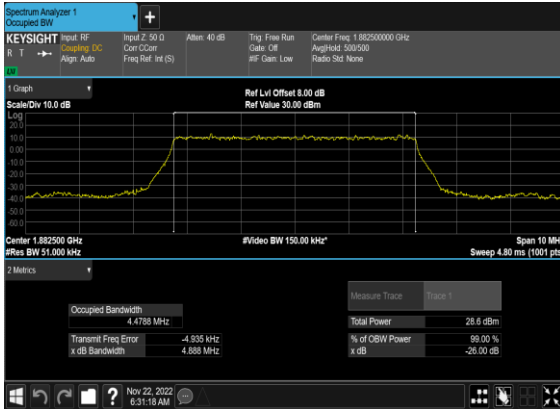 Spectrum Analyzer 1
Occupied BW
+
KEYSIGHT
R T
LV
Input: RF
Coupling: DC
Align: Auto
Input Z: 50 Ω
Corr CCorr
Freq Ref: Int (S)
Atten: 40 dB
Trig: Free Run
Gate: Off
#IF Gain: Low
Center Freq: 1.882500000 GHz
Avg|Hold: 500/500
Radio Std: None
1 Graph
Scale/Div 10.0 dB
Ref Lvl Offset 8.00 dB
Ref Value 30.00 dBm
Log
20.0
10.0
0.00
-10.0
-20.0
-30.0
-40.0
-50.0
-60.0
Center 1.882500 GHz
#Res BW 51.000 kHz
#Video BW 150.00 kHz*
Span 10 MH
Sweep 4.80 ms (1001 pts
2 Metrics
Measure Trace
Trace 1
Occupied Bandwidth
4.4788 MHz
Total Power
28.6 dBm
Transmit Freq Error
-4.935 kHz
% of OBW Power
99.00 %
x dB Bandwidth
4.888 MHz
x dB
-26.00 dB
?
Nov 22, 2022
6:31:18 AM